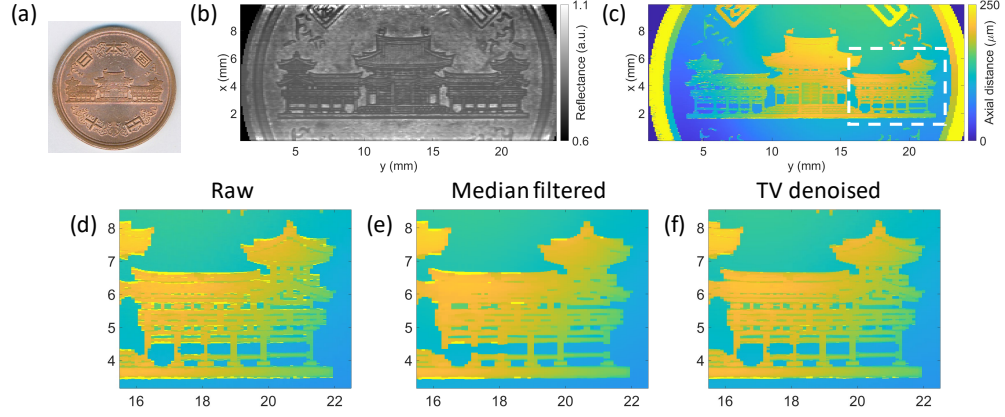 (a)
日本国
十円
(b)
x (mm)
8
6
4
2
5
10
15
20
y (mm)
1.1
Reflectance (a.u.)
0.6
(c)
x (mm)
8
6
4
2
5
10
15
20
y (mm)
250
Axial distance (μm)
0
Raw
Median filtered
TV denoised
(d)
8
7
6
5
4
16
18
20
22
(e)
8
7
6
5
4
16
18
20
22
(f)
8
7
6
5
4
16
18
20
22